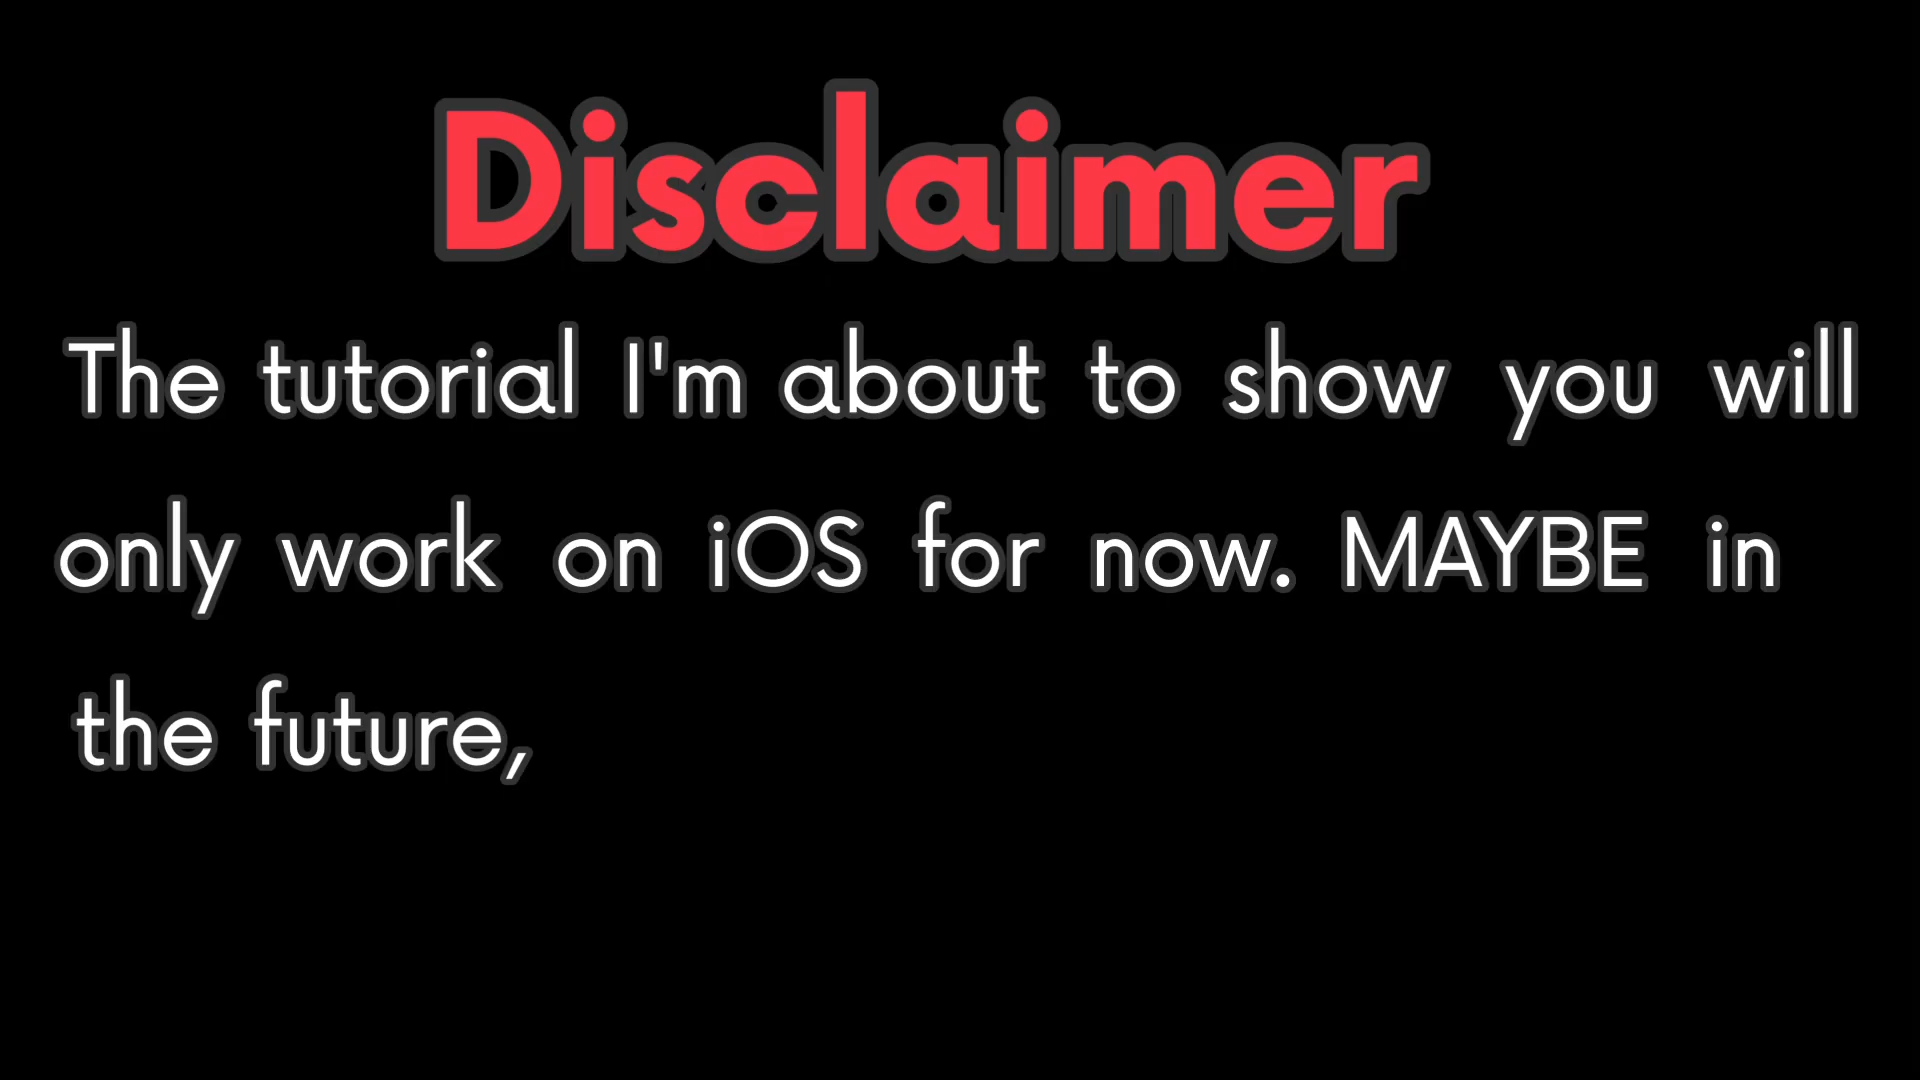 Disclaimer
The tutorial I'm about to show you will
only work on iOS for now. MAYBE in
the future,